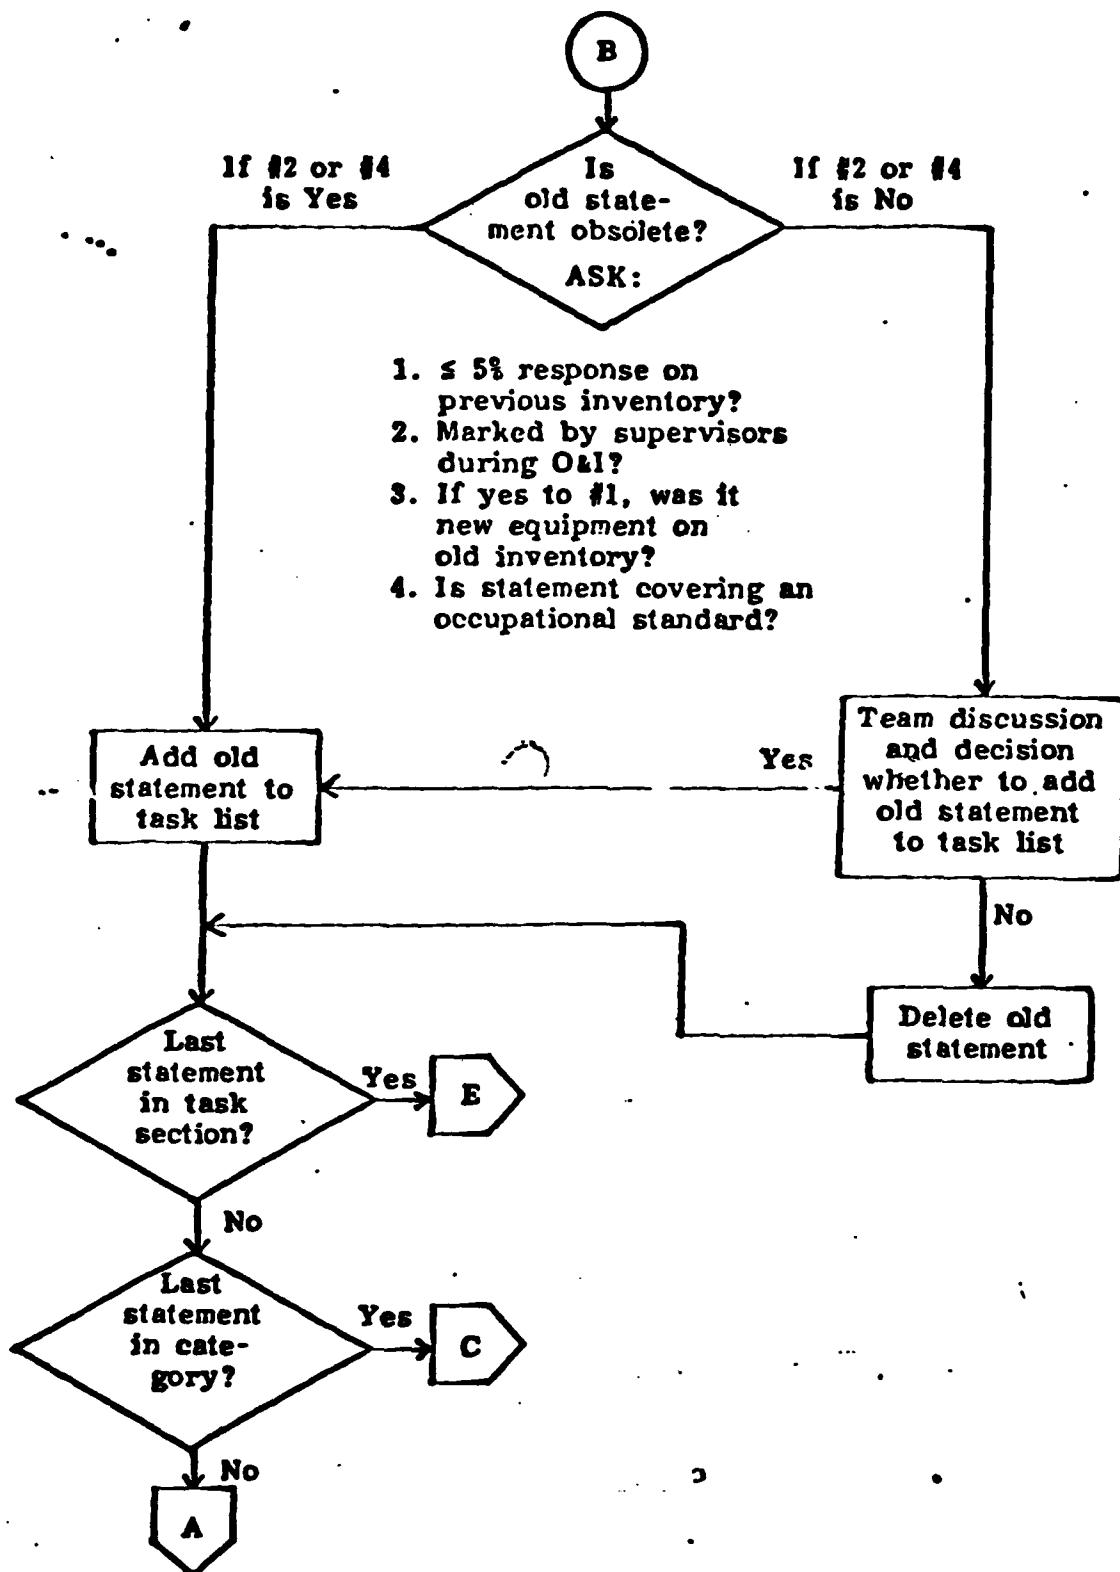 B
If #2 or #4
is Yes
Is
old state-
ment obsolete?
ASK:
If #2 or #4
is No
1. ≤ 5% response on
previous inventory?
2. Marked by supervisors
during O&I?
3. If yes to #1, was it
new equipment on
old inventory?
4. Is statement covering an
occupational standard?
Add old
statement to
task list
Yes
Team discussion
and decision
whether to add
old statement
to task list
No
Delete old
statement
Last
statement
in task
section?
Yes
E
No
Last
statement
in cate-
gory?
Yes
C
No
A